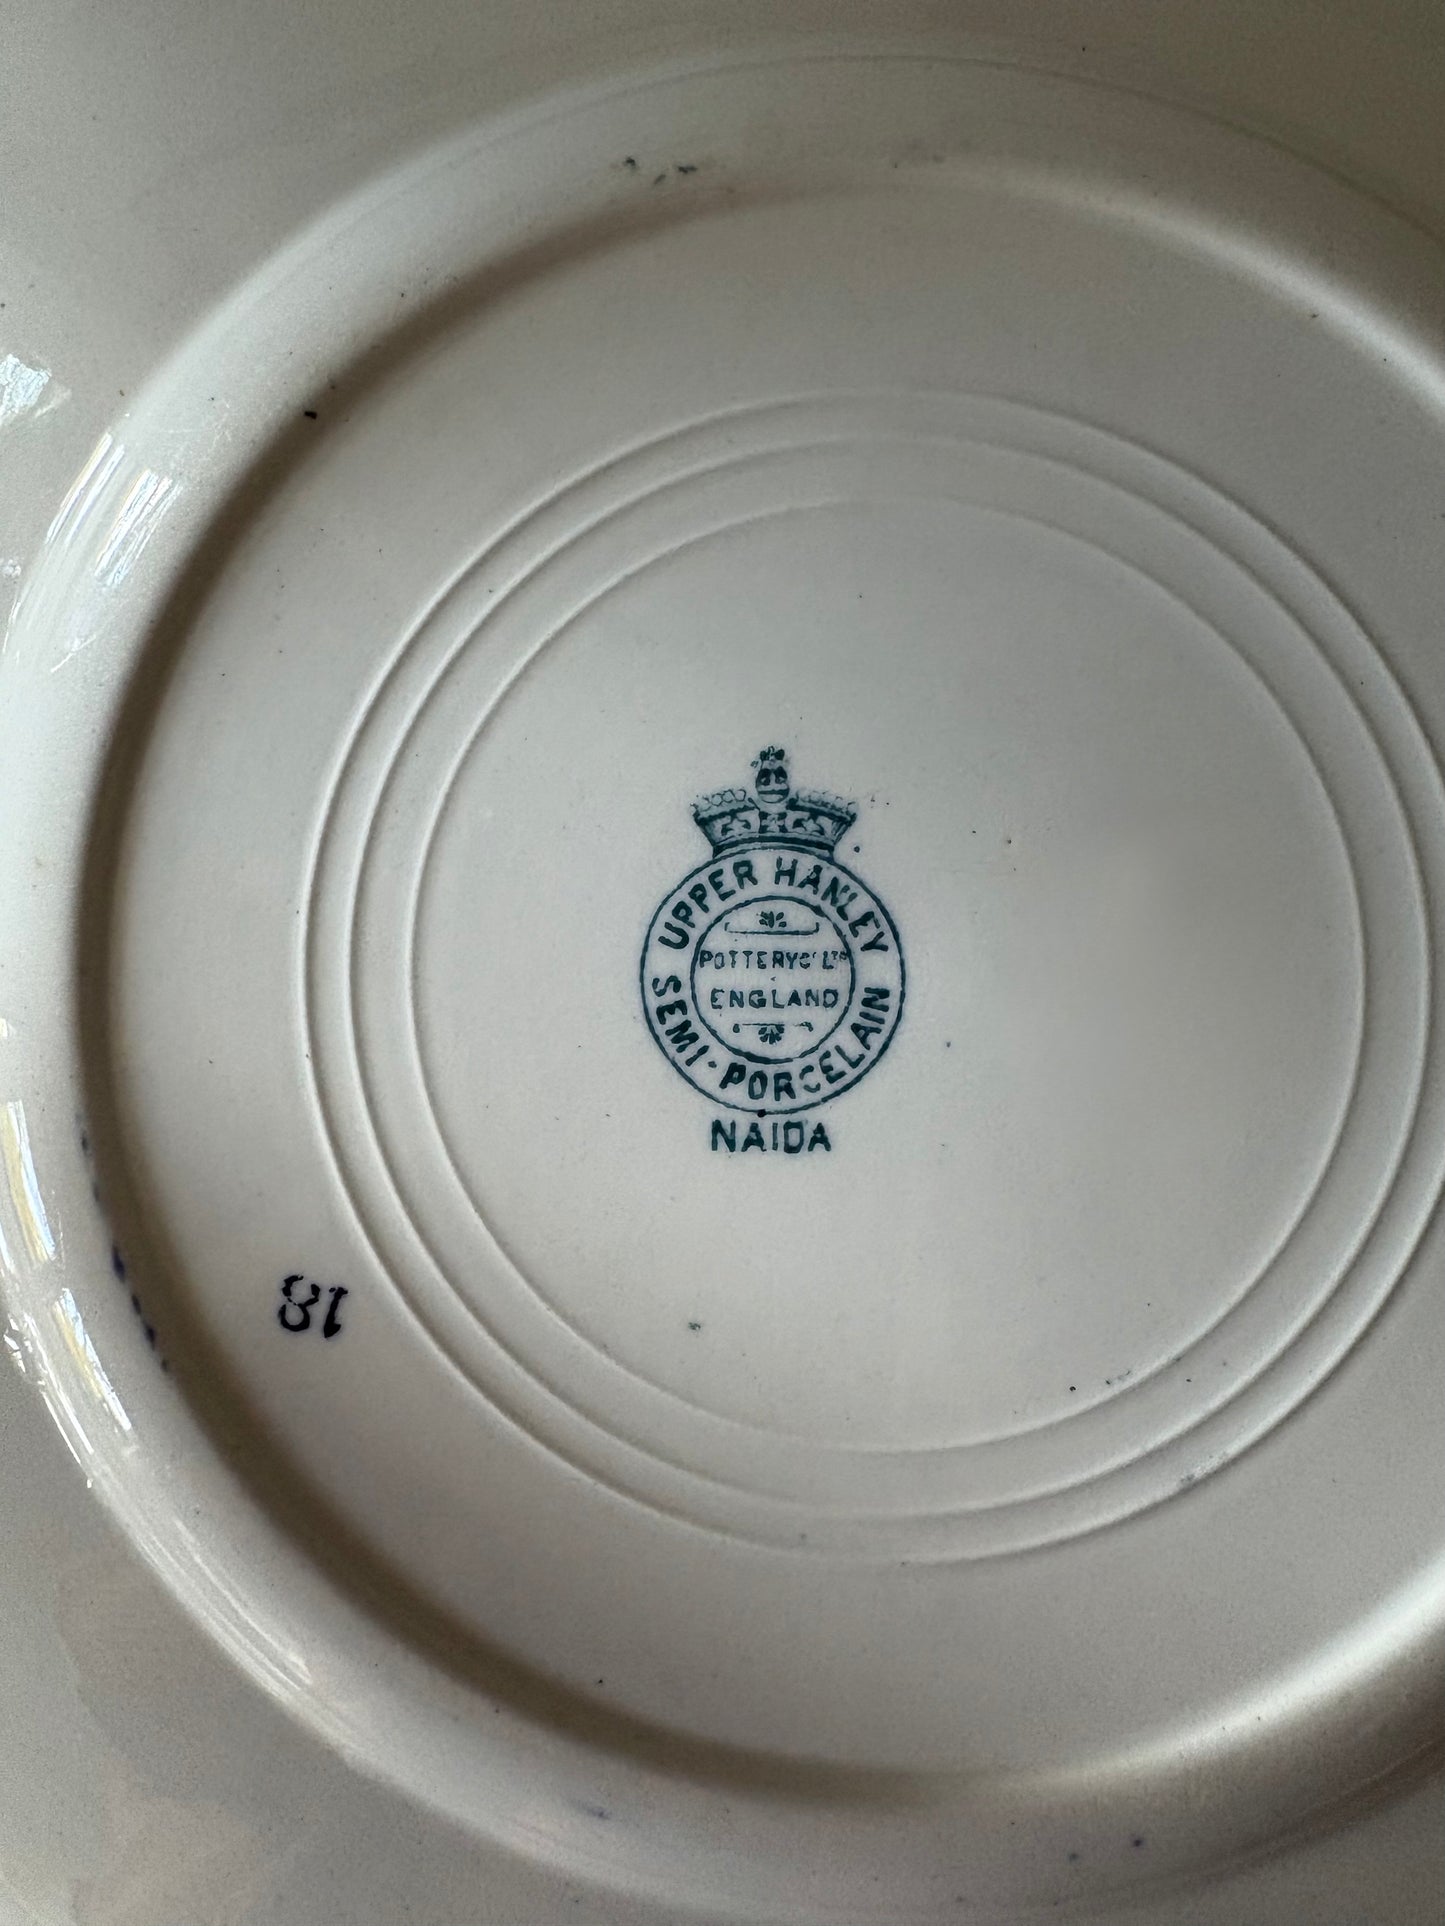 UPPER HANLEY
POTTERY Cº LTD
ENGLAND
SEMI-PORCELAIN
NAIDA
18